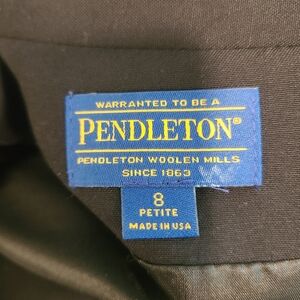 WARRANTED TO BE A
PENDLETON®
PENDLETON WOOLEN MILLS
SINCE 1863
8
PETITE
MADE IN USA